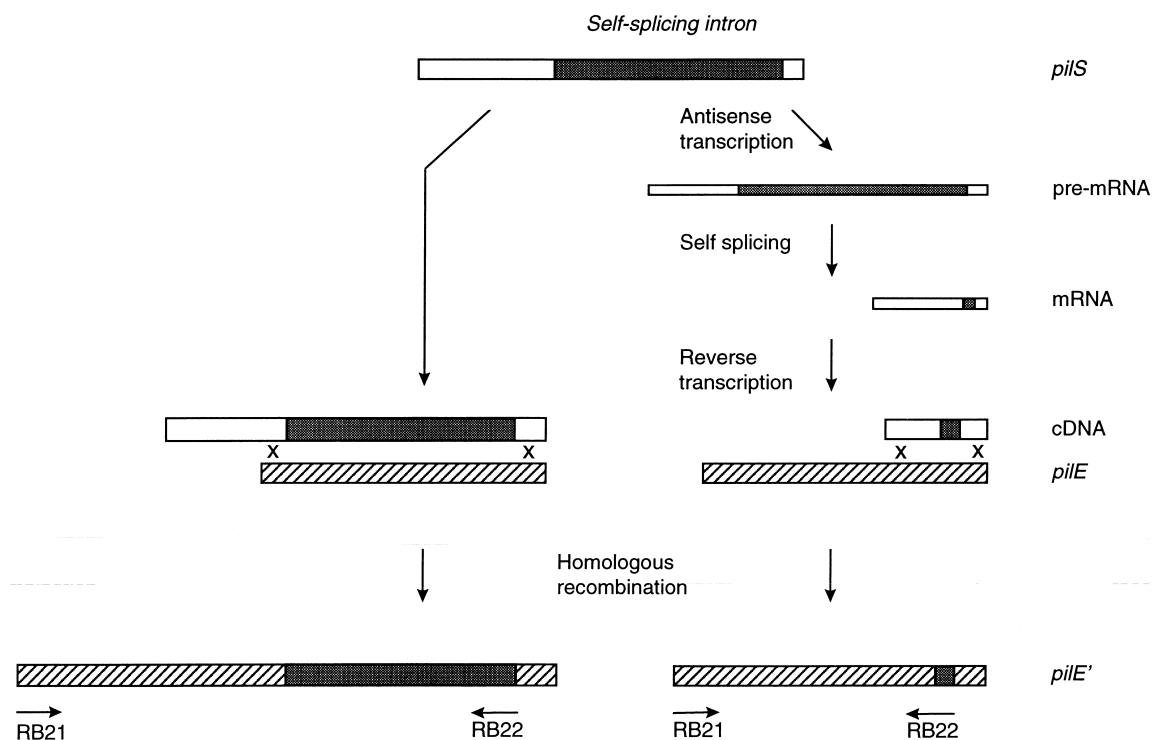 Self-splicing intron
pilS
Antisense
transcription
pre-mRNA
Self splicing
mRNA
Reverse
transcription
cDNA
x x x x
pilE
Homologous
recombination
pilE’
RB21 RB22 RB21 RB22